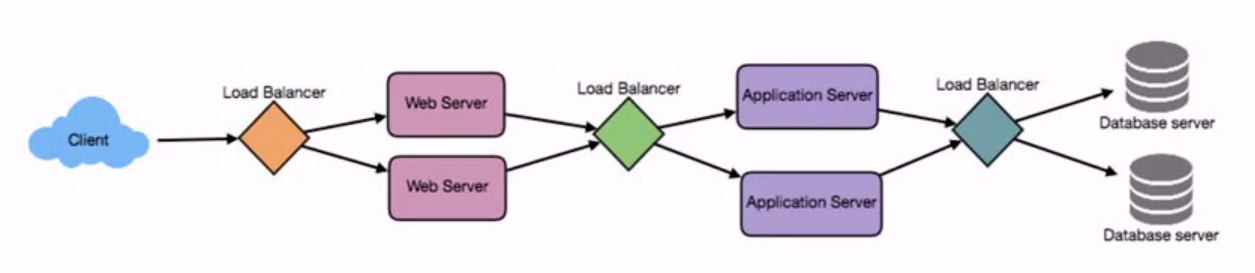 Client
Load Balancer
Web Server
Web Server
Load Balancer
Application Server
Application Server
Load Balancer
Database server
Database server